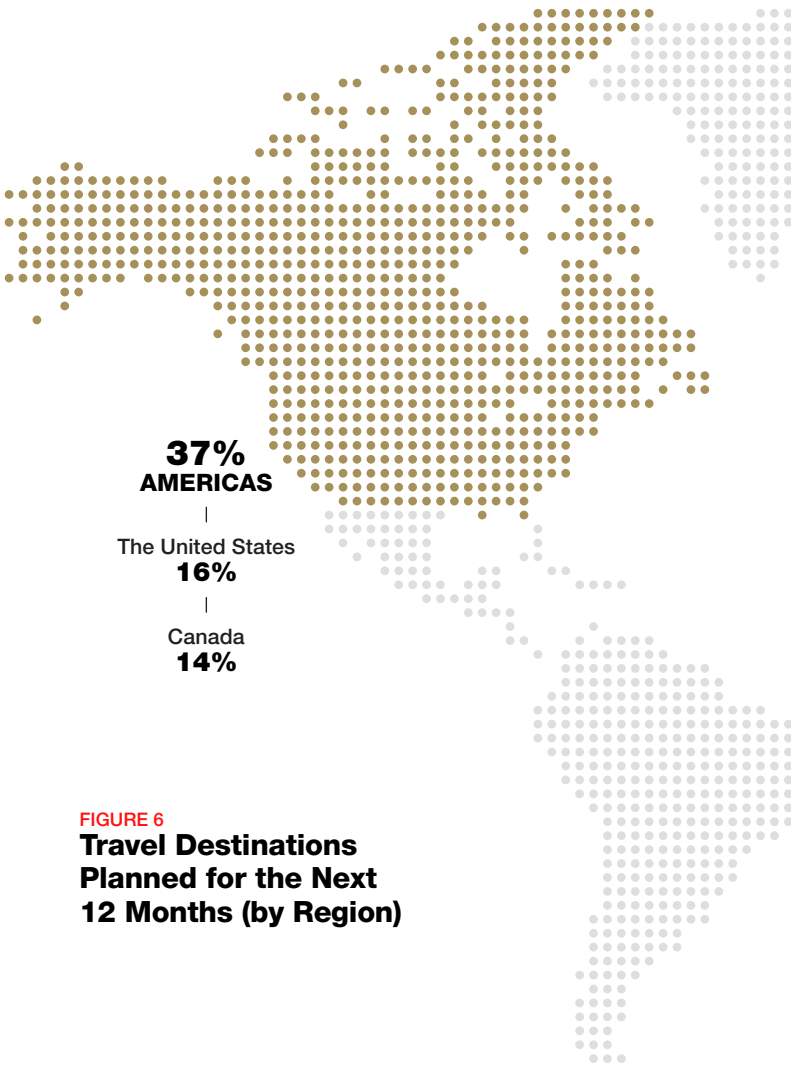 37%
AMERICAS
The United States
16%
Canada
14%
FIGURE 6
Travel Destinations
Planned for the Next
12 Months (by Region)